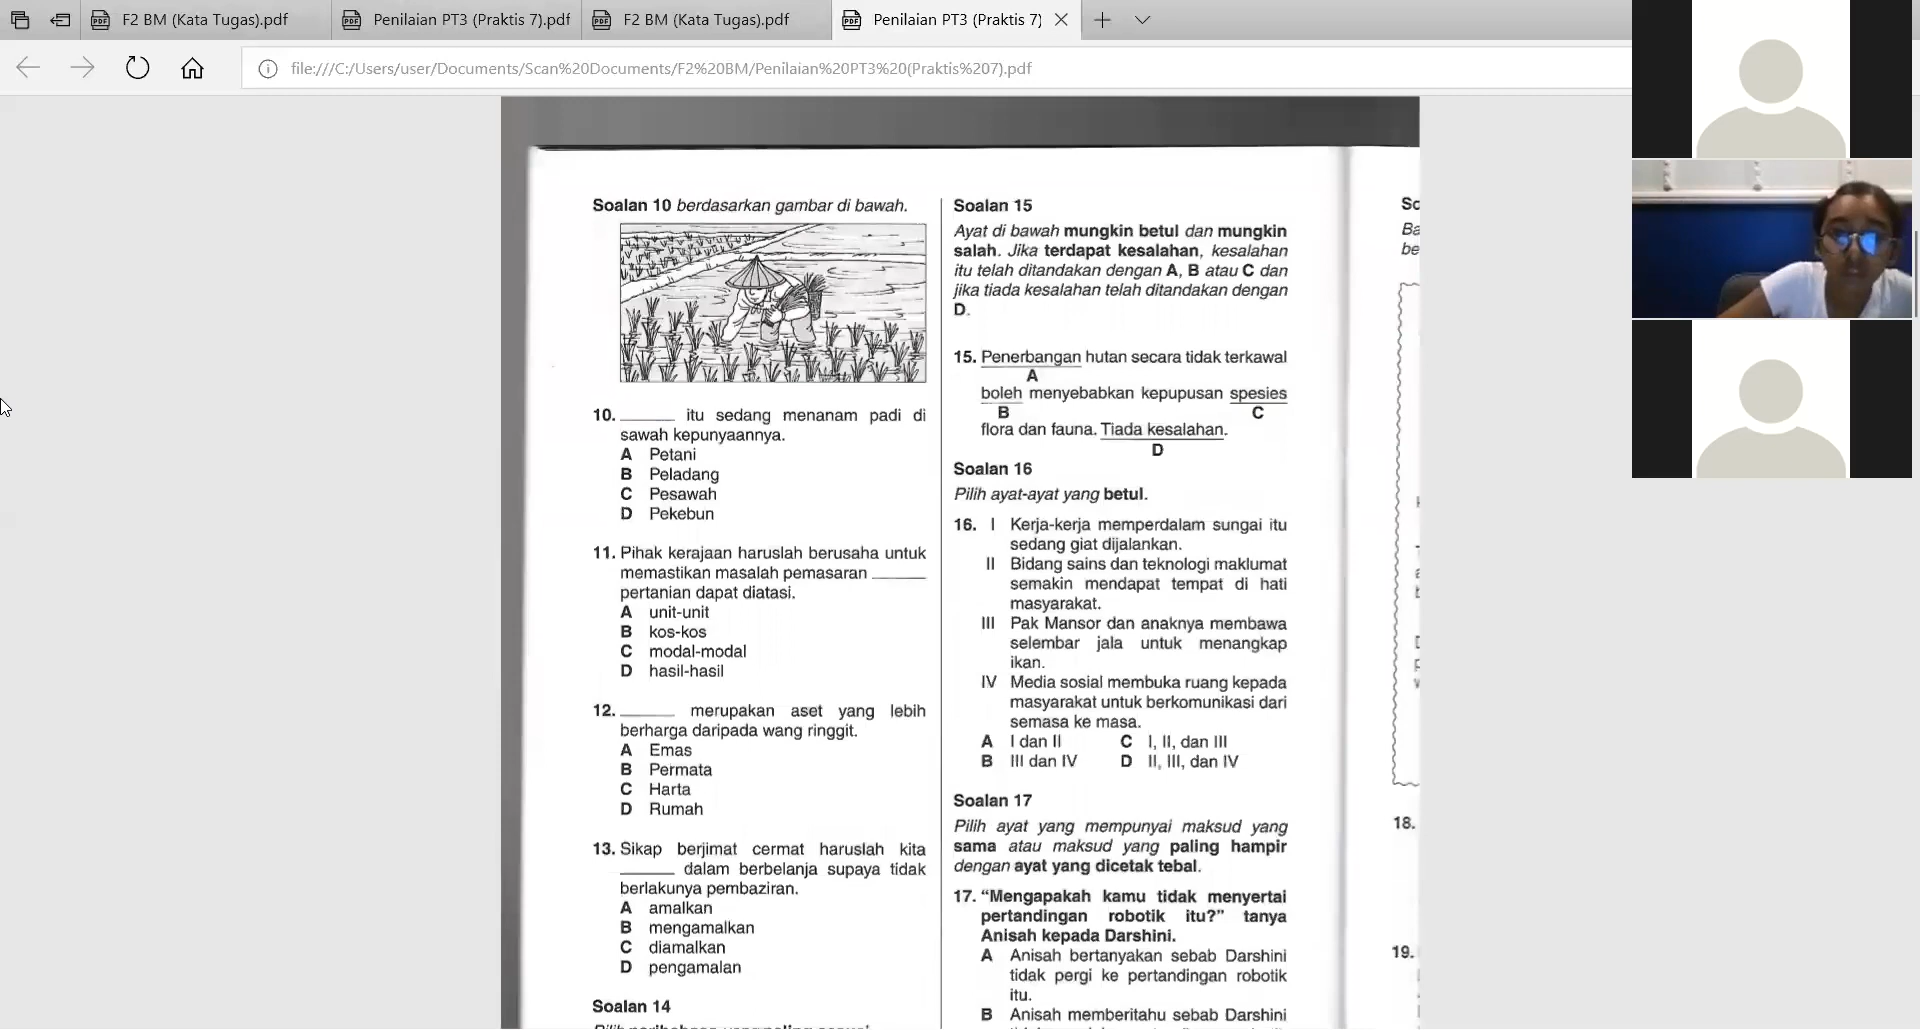 F2 BM (Kata Tugas).pdf
Penilaian PT3 (Praktis 7).pdf
F2 BM (Kata Tugas).pdf
Penilaian PT3 (Praktis 7)
file:///C:/Users/user/Documents/Scan%20Documents/F2%20BM/Penilaian%20PT3%20(Praktis%207).pdf
Soalan 10 berdasarkan gambar di bawah.
10. ______ itu sedang menanam padi di
sawah kepunyaannya.
A Petani
B Peladang
C Pesawah
D Pekebun
11. Pihak kerajaan haruslah berusaha untuk
memastikan masalah pemasaran ______
pertanian dapat diatasi.
A unit-unit
B kos-kos
C modal-modal
D hasil-hasil
12. ______ merupakan aset yang lebih
berharga daripada wang ringgit.
A Emas
B Permata
C Harta
D Rumah
13. Sikap berjimat cermat haruslah kita
______ dalam berbelanja supaya tidak
berlakunya pembaziran.
A amalkan
B mengamalkan
C diamalkan
D pengamalan
Soalan 14
Soalan 15
Ayat di bawah mungkin betul dan mungkin
salah. Jika terdapat kesalahan, kesalahan
itu telah ditandakan dengan A, B atau C dan
jika tiada kesalahan telah ditandakan dengan
D.
15. Penerbangan hutan secara tidak terkawal
A
boleh menyebabkan kepupusan spesies
B C
flora dan fauna. Tiada kesalahan.
D
Soalan 16
Pilih ayat-ayat yang betul.
16. I Kerja-kerja memperdalam sungai itu
sedang giat dijalankan.
II Bidang sains dan teknologi maklumat
semakin mendapat tempat di hati
masyarakat.
III Pak Mansor dan anaknya membawa
selembar jala untuk menangkap
ikan.
IV Media sosial membuka ruang kepada
masyarakat untuk berkomunikasi dari
semasa ke masa.
A I dan II C I, II, dan III
B III dan IV D II, III, dan IV
Soalan 17
Pilih ayat yang mempunyai maksud yang
sama atau maksud yang paling hampir
dengan ayat yang dicetak tebal.
17. “Mengapakah kamu tidak menyertai
pertandingan robotik itu?” tanya
Anisah kepada Darshini.
A Anisah bertanyakan sebab Darshini
tidak pergi ke pertandingan robotik
itu.
B Anisah memberitahu sebab Darshini
18.
19.